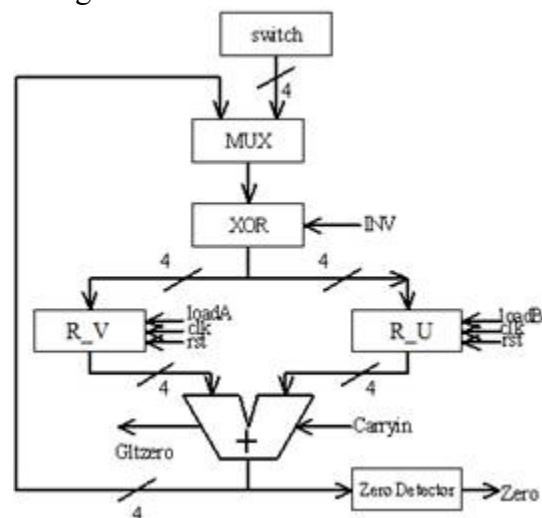 switch
4
MUX
XOR
INV
4
4
R_V
loadA
clk
rst
R_U
loadB
clk
rst
4
4
+
Carryin
Gltzero
4
Zero Detector
Zero